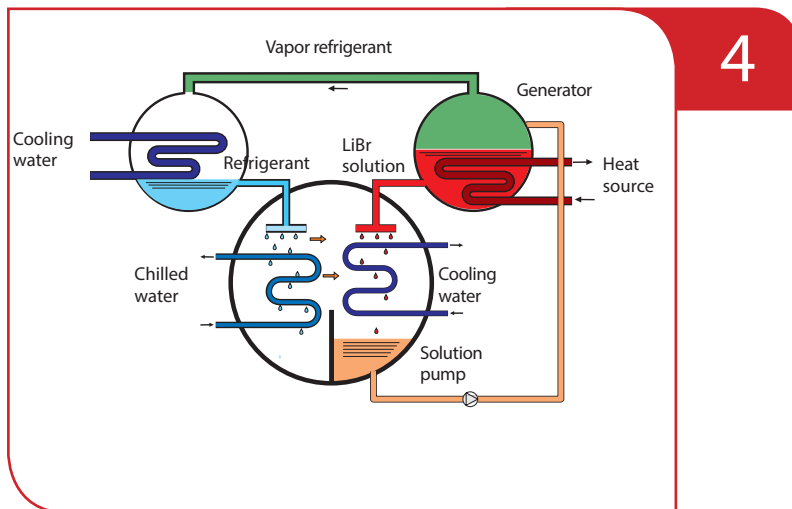 4
Vapor refrigerant
Generator
Cooling
water
Refrigerant
LiBr
solution
Heat
source
Chilled
water
Cooling
water
Solution
pump